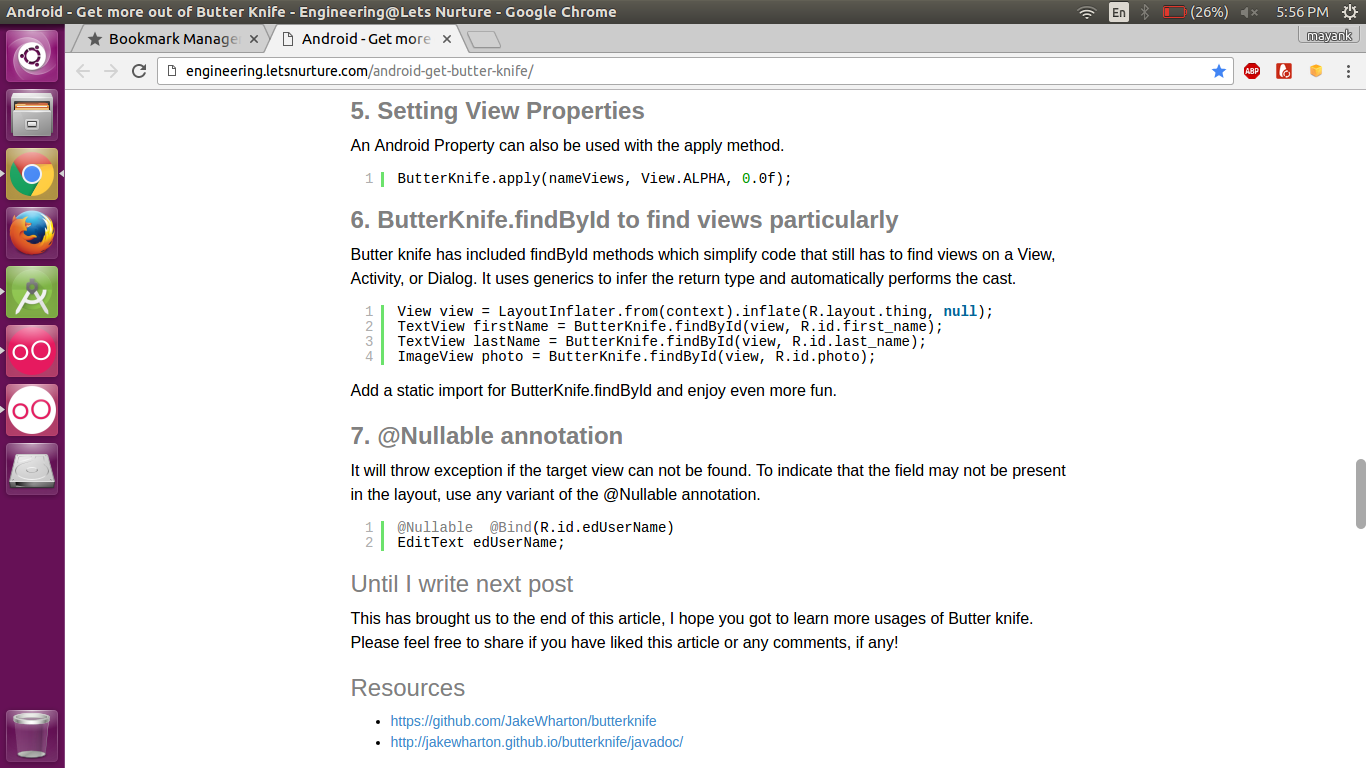 Android - Get more out of Butter Knife - Engineering@Lets Nurture - Google Chrome
En
(26%)
5:56 PM
Bookmark Manage
Android - Get more
mayank
engineering.letsnurture.com/android-get-butter-knife/
ABP
5. Setting View Properties
An Android Property can also be used with the apply method.
1 ButterKnife.apply(nameViews, View.ALPHA, 0.0f);
6. ButterKnife.findById to find views particularly
Butter knife has included findById methods which simplify code that still has to find views on a View,
Activity, or Dialog. It uses generics to infer the return type and automatically performs the cast.
1 View view = LayoutInflater.from(context).inflate(R.layout.thing, null);
2 TextView firstName = ButterKnife.findById(view, R.id.first_name);
3 TextView lastName = ButterKnife.findById(view, R.id.last_name);
4 ImageView photo = ButterKnife.findById(view, R.id.photo);
Add a static import for ButterKnife.findById and enjoy even more fun.
7. @Nullable annotation
It will throw exception if the target view can not be found. To indicate that the field may not be present
in the layout, use any variant of the @Nullable annotation.
1 @Nullable  @Bind(R.id.edUserName)
2 EditText edUserName;
Until I write next post
This has brought us to the end of this article, I hope you got to learn more usages of Butter knife.
Please feel free to share if you have liked this article or any comments, if any!
Resources
• https://github.com/JakeWharton/butterknife
• http://jakewharton.github.io/butterknife/javadoc/
oO
oO